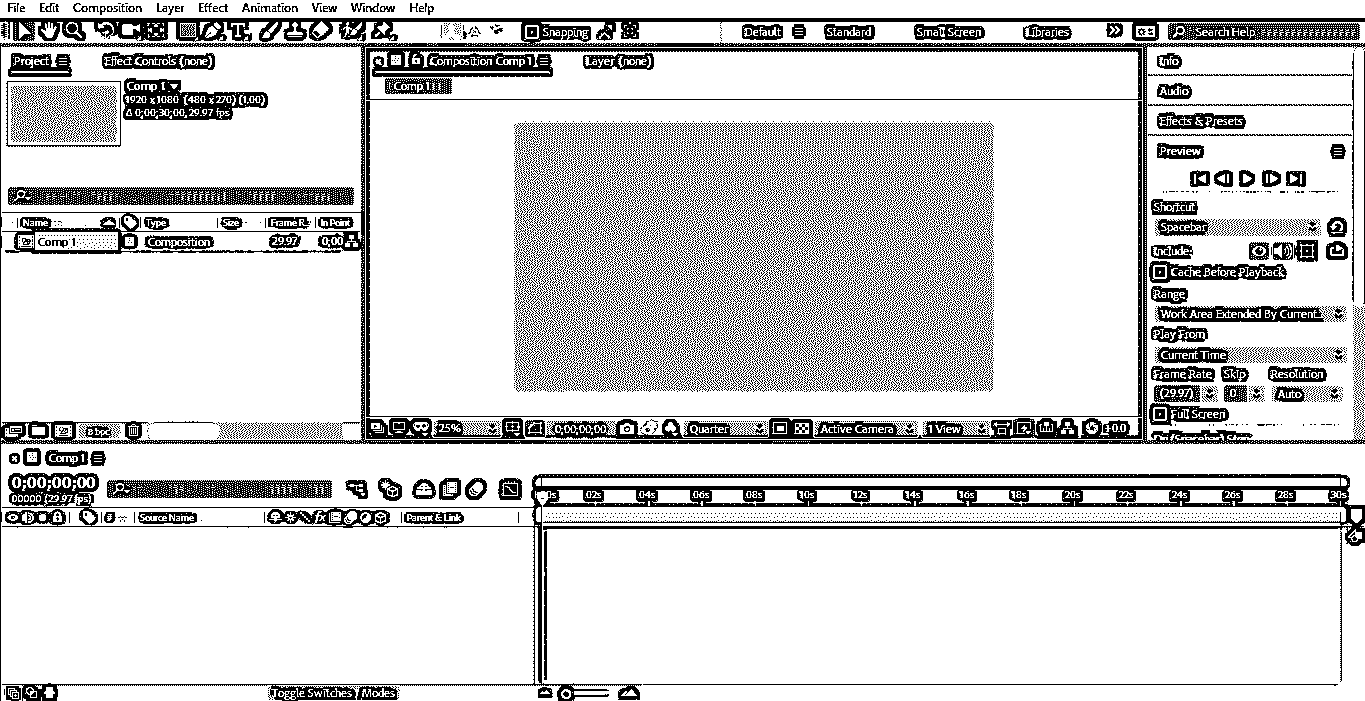 File Edit Composition Layer Effect Animation View Window Help
Snapping Default Standard Small Screen Libraries Search Help
Project Effect Controls (none)
Comp 1
1920 x 1080 (480 x 270) (1.00)
Δ 0;00;30;00, 29.97 fps
Name Type Size Frame R... In Point
Comp 1 Composition 29.97 0;00
8 bpc
Composition Comp 1 Layer (none)
Comp 1
25% 0;00;00;00 Quarter Active Camera 1 View +0.0
Info
Audio
Effects & Presets
Preview
Shortcut
Spacebar
Include:
Cache Before Playback
Range
Work Area Extended By Current...
Play From
Current Time
Frame Rate Skip Resolution
(29.97) 0 Auto
Full Screen
Comp 1
0;00;00;00
00000 (29.97 fps)
# Source Name Parent & Link
0s 02s 04s 06s 08s 10s 12s 14s 16s 18s 20s 22s 24s 26s 28s 30s
Toggle Switches / Modes